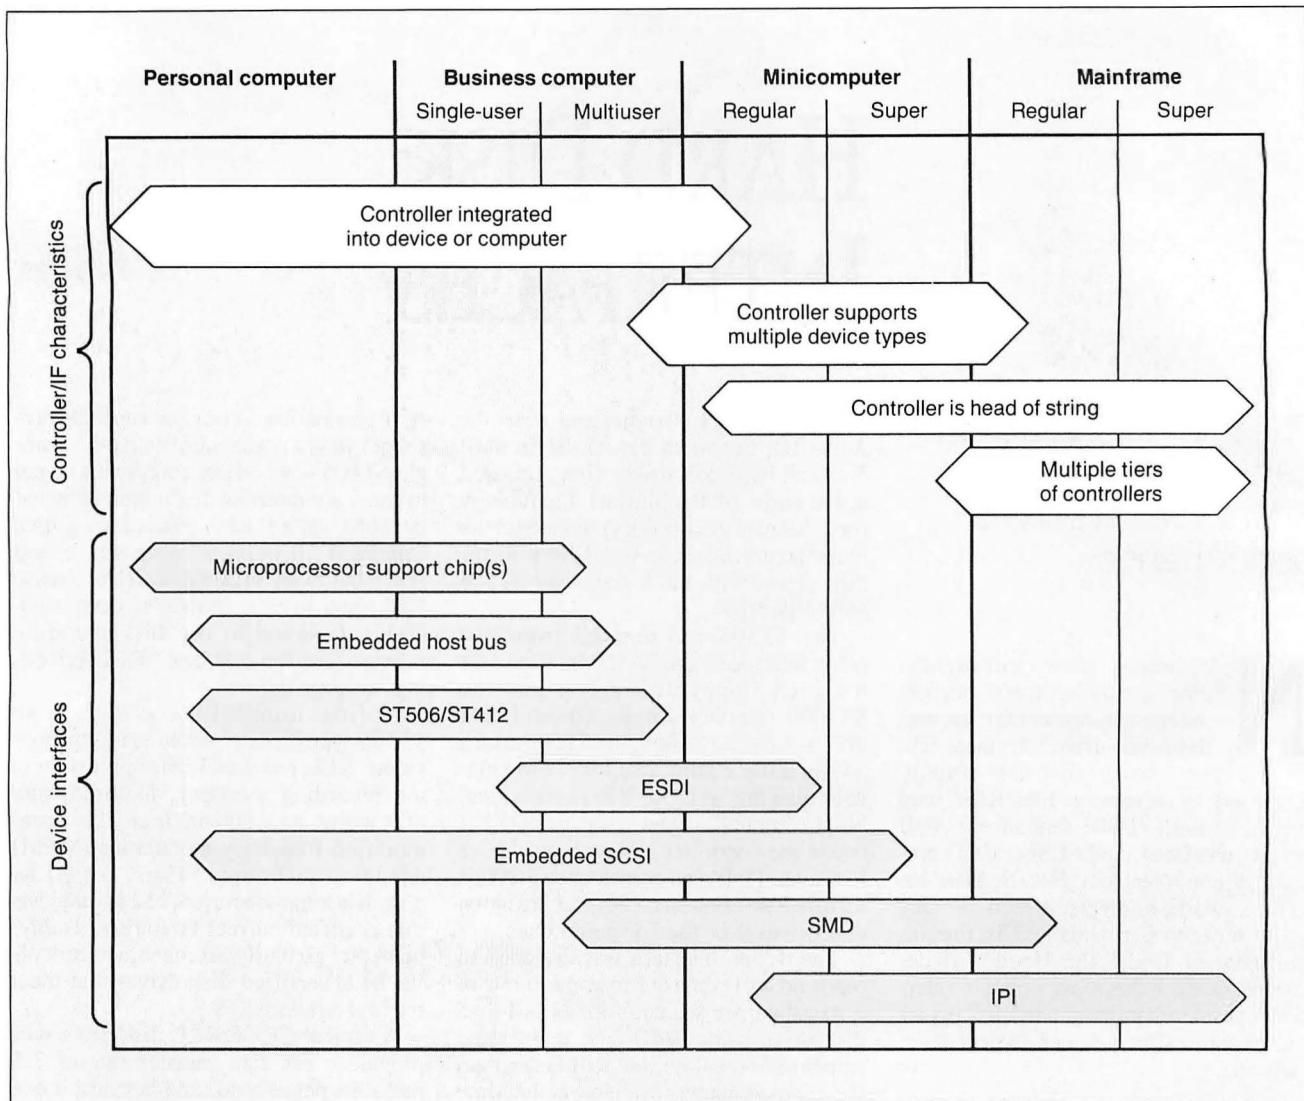 Personal computer
Business computer
Minicomputer
Mainframe
Single-user
Multiuser
Regular
Super
Regular
Super
Controller/IF characteristics
Controller integrated
into device or computer
Controller supports
multiple device types
Controller is head of string
Multiple tiers
of controllers
Device interfaces
Microprocessor support chip(s)
Embedded host bus
ST506/ST412
ESDI
Embedded SCSI
SMD
IPI